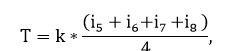 T = k* (i₅ + i₆+i₇ +i₈ ) / 4 ,